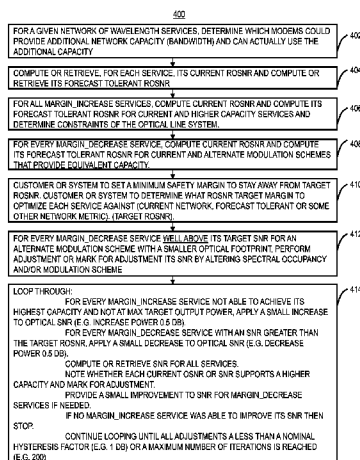 400
FOR A GIVEN NETWORK OF WAVELENGTH SERVICES, DETERMINE WHICH MODEMS COULD
PROVIDE ADDITIONAL NETWORK CAPACITY (BANDWIDTH) AND CAN ACTUALLY USE THE
ADDITIONAL CAPACITY
402
COMPUTE OR RETRIEVE, FOR EACH SERVICE, ITS CURRENT ROSNR AND COMPUTE OR
RETRIEVE ITS FORECAST TOLERANT ROSNR
404
FOR ALL MARGIN_INCREASE SERVICES, COMPUTE CURRENT ROSNR AND COMPUTE ITS
FORECAST TOLERANT ROSNR FOR CURRENT AND HIGHER CAPACITY SERVICES AND
DETERMINE CONSTRAINTS OF THE OPTICAL LINE SYSTEM.
406
FOR EVERY MARGIN_DECREASE SERVICE, COMPUTE CURRENT ROSNR AND COMPUTE
ITS FORECAST TOLERANT ROSNR FOR CURRENT AND ALTERNATE MODULATION SCHEMES
THAT PROVIDE EQUIVALENT CAPACITY.
408
CUSTOMER OR SYSTEM TO SET A MINIMUM SAFETY MARGIN TO STAY AWAY FROM TARGET
ROSNR. CUSTOMER OR SYSTEM TO DETERMINE WHAT ROSNR TARGET MARGIN TO
OPTIMIZE EACH SERVICE AGAINST (CURRENT NETWORK, FORECAST TOLERANT OR SOME
OTHER NETWORK METRIC). (TARGET ROSNR).
410
FOR EVERY MARGIN_DECREASE SERVICE WELL ABOVE ITS TARGET SNR FOR AN
ALTERNATE MODULATION SCHEME WITH A SMALLER OPTICAL FOOTPRINT, PERFORM
ADJUSTMENT OR MARK FOR ADJUSTMENT ITS SNR BY ALTERING SPECTRAL OCCUPATION
AND/OR MODULATION SCHEME
412
LOOP THROUGH:
FOR EVERY MARGIN_INCREASE SERVICE NOT ABLE TO ACHIEVE ITS
HIGHEST CAPACITY AND NOT AT MAX TARGET OUTPUT POWER, APPLY A SMALL INCREASE
TO OPTICAL SNR (E.G. INCREASE POWER 0.5 DB).
FOR EVERY MARGIN_DECREASE SERVICE WITH AN SNR GREATER THAN
THE TARGET ROSNR, APPLY A SMALL DECREASE TO OPTICAL SNR (E.G. DECREASE
POWER 0.5 DB).
COMPUTE OR RETRIEVE SNR FOR ALL SERVICES.
NOTE WHETHER EACH CURRENT OSNR OR SNR SUPPORTS A HIGHER
CAPACITY AND MARK FOR ADJUSTMENT.
PROVIDE A SMALL IMPROVEMENT TO SNR FOR MARGIN_DECREASE
SERVICES IF NEEDED.
IF NO MARGIN_INCREASE SERVICE WAS ABLE TO IMPROVE ITS SNR THEN
STOP.
CONTINUE LOOPING UNTIL ALL ADJUSTMENTS A LESS THAN A NOMINAL
HYSTERESIS FACTOR (E.G. 1 DB) OR A MAXIMUM NUMBER OF ITERATIONS IS REACHED
(E.G. 200)
414